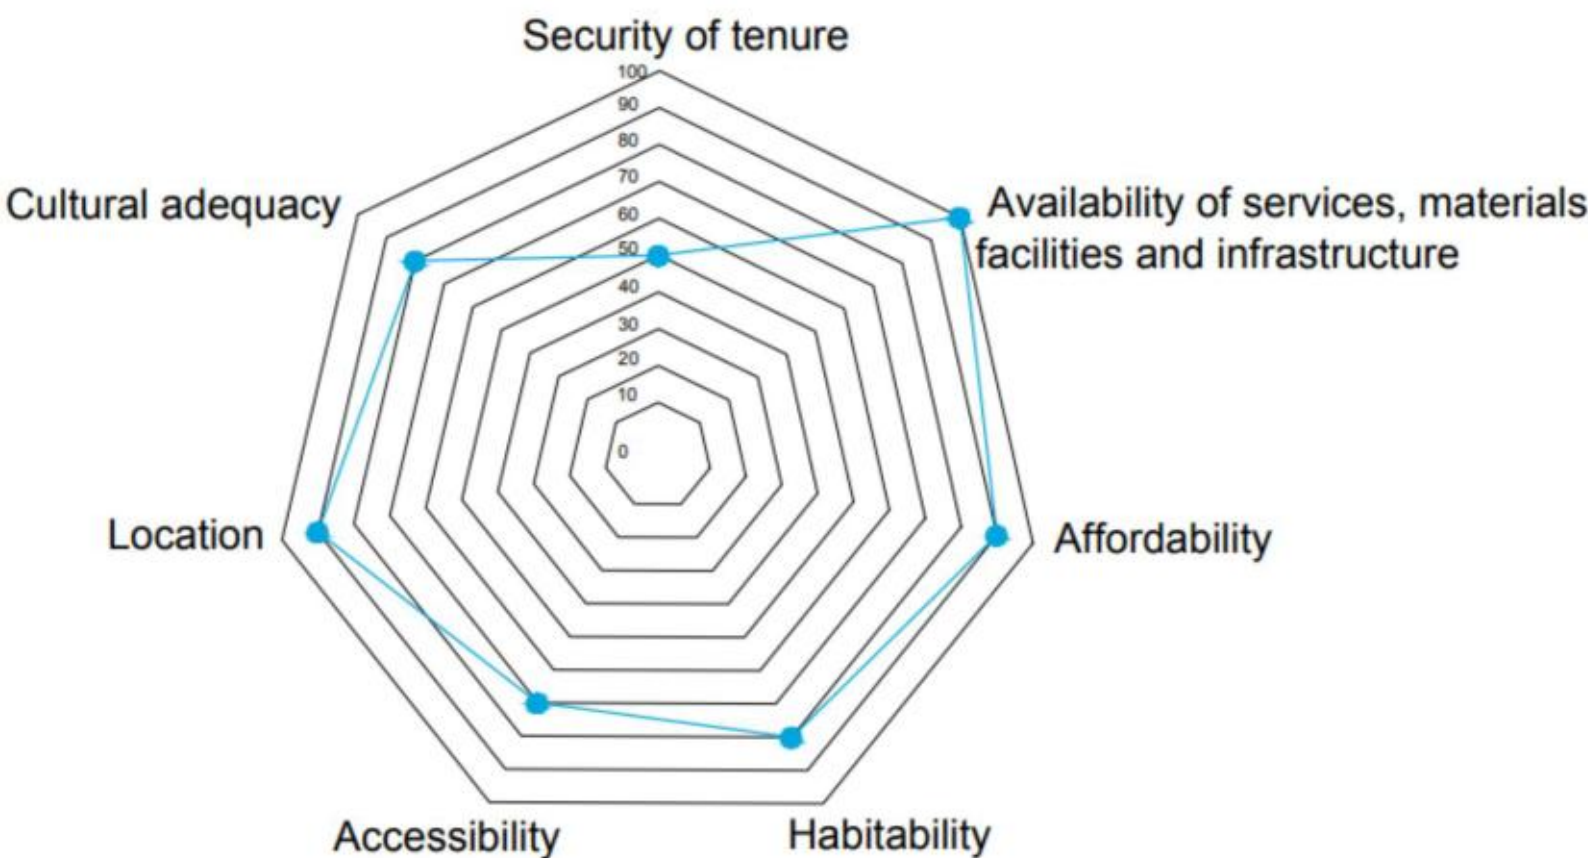 Security of tenure
100
90
80
70
60
50
40
30
20
10
0
Cultural adequacy
Availability of services, materials
facilities and infrastructure
Location
Affordability
Accessibility
Habitability